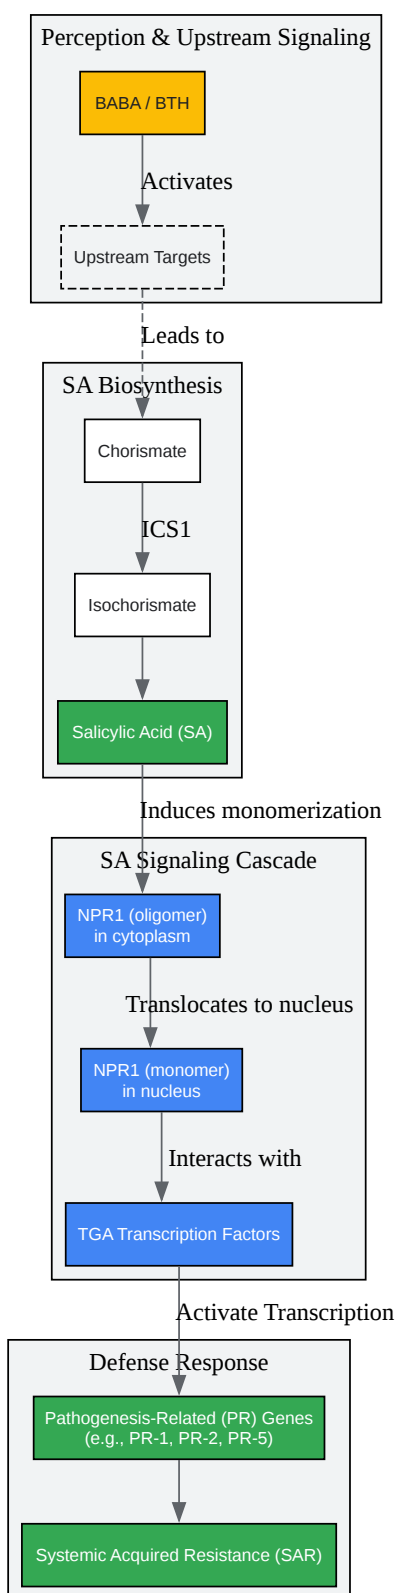 Perception & Upstream Signaling
BABA / BTH
Activates
Upstream Targets
Leads to
SA Biosynthesis
Chorismate
ICS1
Isochorismate
Salicylic Acid (SA)
Induces monomerization
SA Signaling Cascade
NPR1 (oligomer)
in cytoplasm
Translocates to nucleus
NPR1 (monomer)
in nucleus
Interacts with
TGA Transcription Factors
Activate Transcription
Defense Response
Pathogenesis-Related (PR) Genes
(e.g., PR-1, PR-2, PR-5)
Systemic Acquired Resistance (SAR)